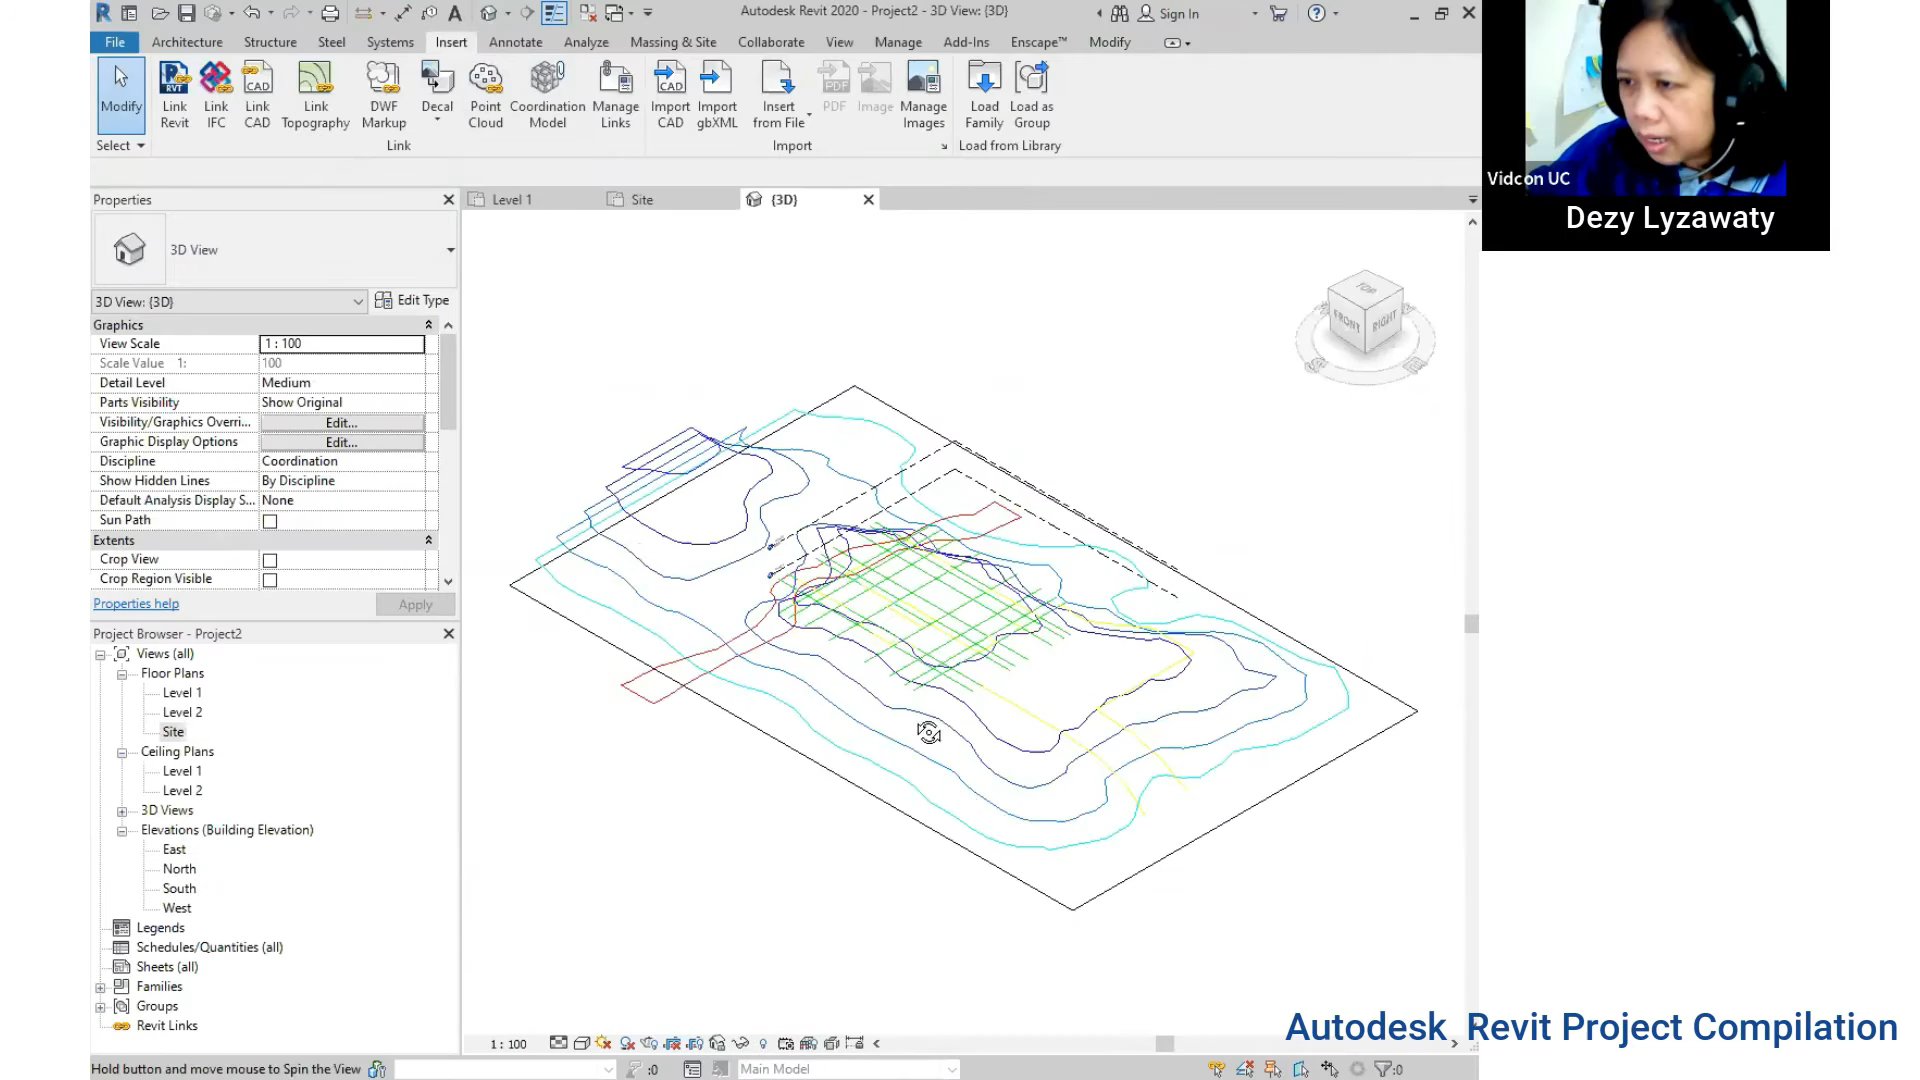 Autodesk Revit 2020 - Project2 - 3D View: {3D}
Sign In
File
Architecture
Structure
Steel
Systems
Insert
Annotate
Analyze
Massing & Site
Collaborate
View
Manage
Add-Ins
Enscape™
Modify
Modify
Link Revit
Link IFC
Link CAD
Link Topography
DWF Markup
Decal
Point Cloud
Coordination Model
Manage Links
Import CAD
Import gbXML
Insert from File
PDF
Image
Manage Images
Load Family
Load as Group
Select
Link
Import
Load from Library
Vidcon UC
Dezy Lyzawaty
Properties
Level 1
Site
{3D}
3D View
3D View: {3D}
Edit Type
Graphics
View Scale 1 : 100
Scale Value 1: 100
Detail Level Medium
Parts Visibility Show Original
Visibility/Graphics Overri... Edit...
Graphic Display Options Edit...
Discipline Coordination
Show Hidden Lines By Discipline
Default Analysis Display S... None
Sun Path
Extents
Crop View
Crop Region Visible
Properties help
Apply
TOP
FRONT
RIGHT
Project Browser - Project2
Views (all)
Floor Plans
Level 1
Level 2
Site
Ceiling Plans
Level 1
Level 2
3D Views
Elevations (Building Elevation)
East
North
South
West
Legends
Schedules/Quantities (all)
Sheets (all)
Families
Groups
Revit Links
Autodesk Revit Project Compilation
1 : 100
Hold button and move mouse to Spin the View
:0
Main Model
:0